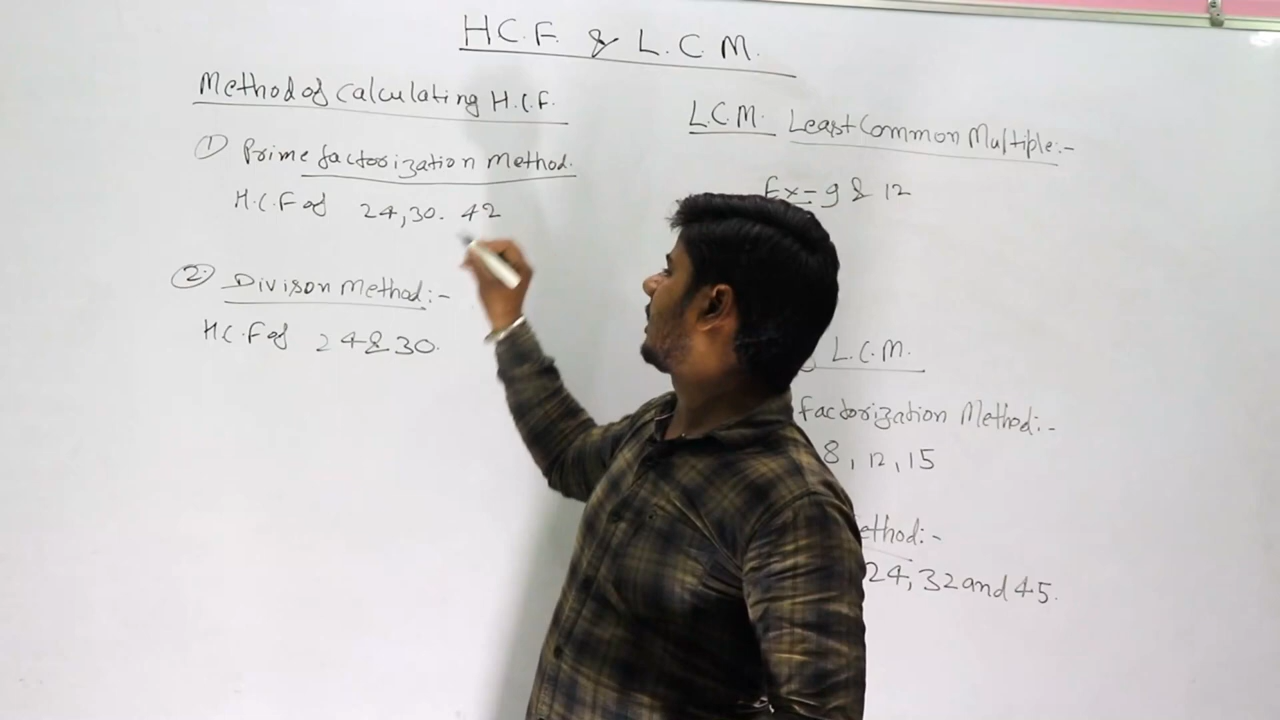 H.C.F. & L.C.M.
Method of Calculating H.C.F.
① Prime factorization Method.
H.C.F of 24,30. 42
② Divison Method:-
H.C.F of 24 & 30.
L.C.M. Least Common Multiple:-
Ex- 9 & 12
L.C.M.
factorization Method:-
8, 12, 15
ethod:-
24, 32 and 45.